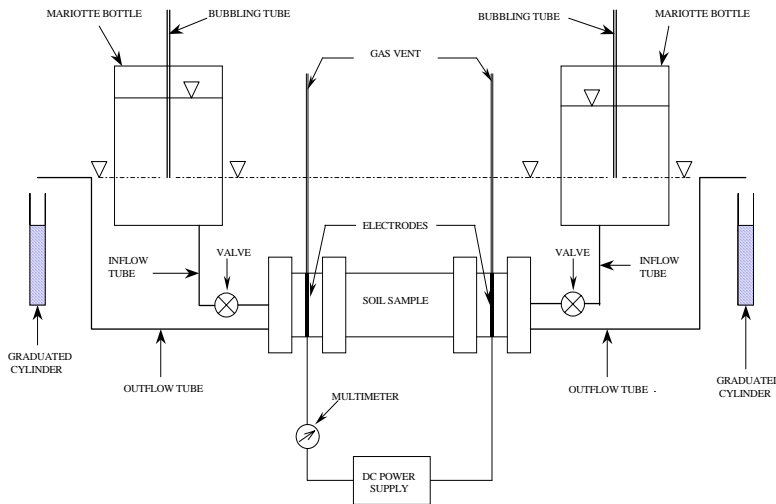 MARIOTTE BOTTLE
BUBBLING TUBE
BUBBLING TUBE
MARIOTTE BOTTLE
GAS VENT
ELECTRODES
INFLOW
TUBE
VALVE
SOIL SAMPLE
VALVE
INFLOW
TUBE
GRADUATED
CYLINDER
OUTFLOW TUBE
OUTFLOW TUBE .
GRADUATED
CYLINDER
MULTIMETER
DC POWER
SUPPLY